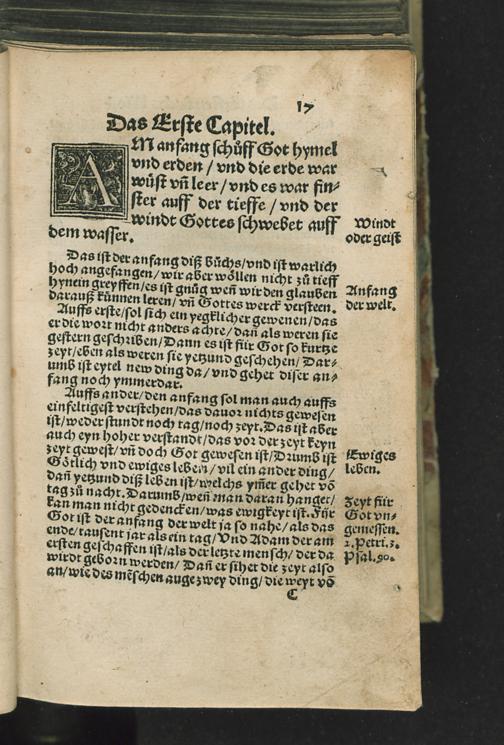 17
Das Erste Capitel.
AM anfang schůff Got hymel
vnd erden / vnd die erde war
wůst vñ leer / vnd es war fin-
ster auff der tieffe / vnd der
windt Gottes schwebet auff
dem wasser.
Windt
oder geist
Das ist der anfang diß bůchs / vnd ist warlich
hoch angefangen / wir aber wöllen nicht zů tieff
hynein greyffen / es ist gnůg weñ wir den glauben
darauß künnen leren / vñ Gottes werck versteen.
Anfang
der welt.
Auffs erste / sol sich ein yegklicher gewenen / das
er die wort nicht anders achte / dañ als weren sie
gestern geschriben / Dann es ist für Got so kurtze
zeyt / eben als weren sie yetzund geschehen / Dar-
umb ist eytel new ding da / vnd gehet diser an-
fang noch ymmerdar.
Auffs ander / den anfang sol man auch auffs
einfeltigest verstehen / das dauor nichts gewesen
ist / weder stundt noch tag / noch zeyt. Das ist aber
auch eyn hoher verstandt / das vor der zeyt keyn
zeyt gewest / vñ doch Got gewesen ist / Drumb ist
Götlich vnd ewiges leben / vil ein ander ding /
dañ yetzund diß leben ist / welchs ym̃er gehet võ
tag zů nacht. Darumb / weñ man daran hanget /
kan man nicht gedencken / was ewigkeyt ist. Für
Got ist der anfang der welt ja so nahe / als das
ende / tausent jar als ein tag / Vnd Adam der am
ersten geschaffen ist / als der letzte mensch / der da
wirdt geborn werden / Dañ er sihet die zeyt also
an / wie des mẽschen auge zwey ding / die weyt võ
Ewiges
leben.
Zeyt für
Got vn-
gemessen.
2. Petri. 3.
Psal. 90.
C